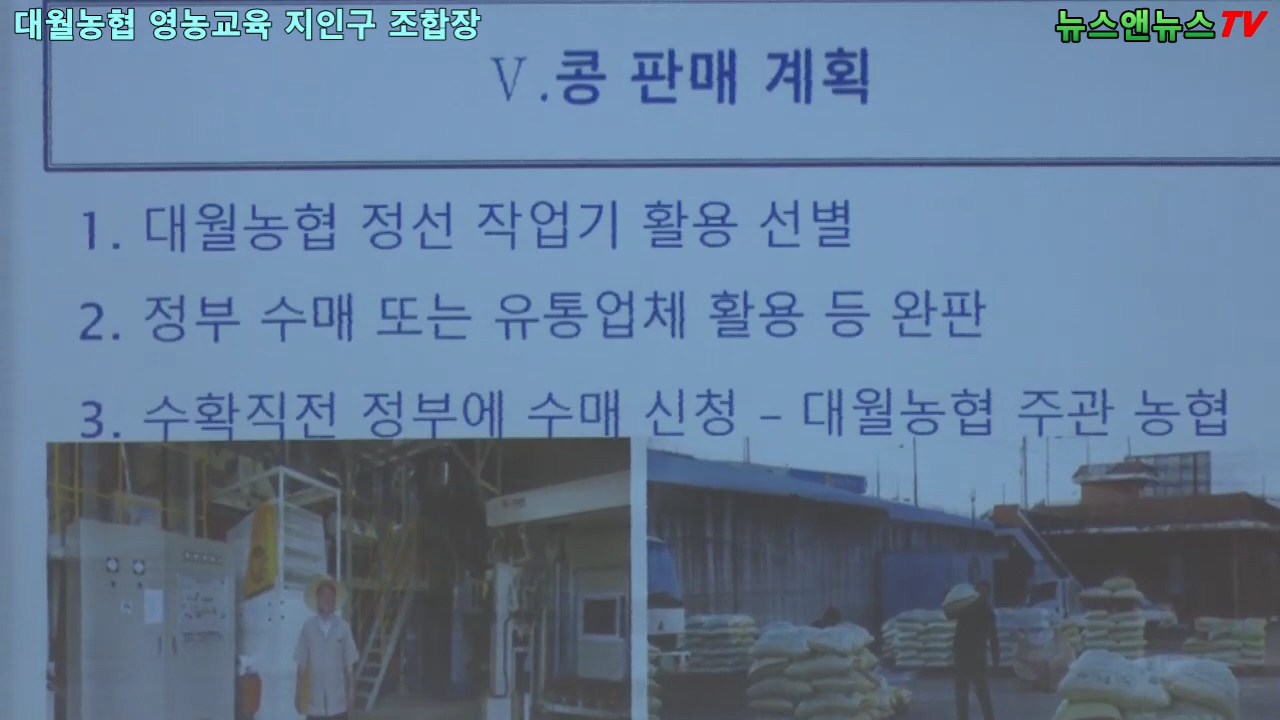 대월농협 영농교육 지인구 조합장
뉴스앤뉴스TV
Ⅴ.콩 판매 계획
1. 대월농협 정선 작업기 활용 선별
2. 정부 수매 또는 유통업체 활용 등 완판
3. 수확직전 정부에 수매 신청 – 대월농협 주관 농협